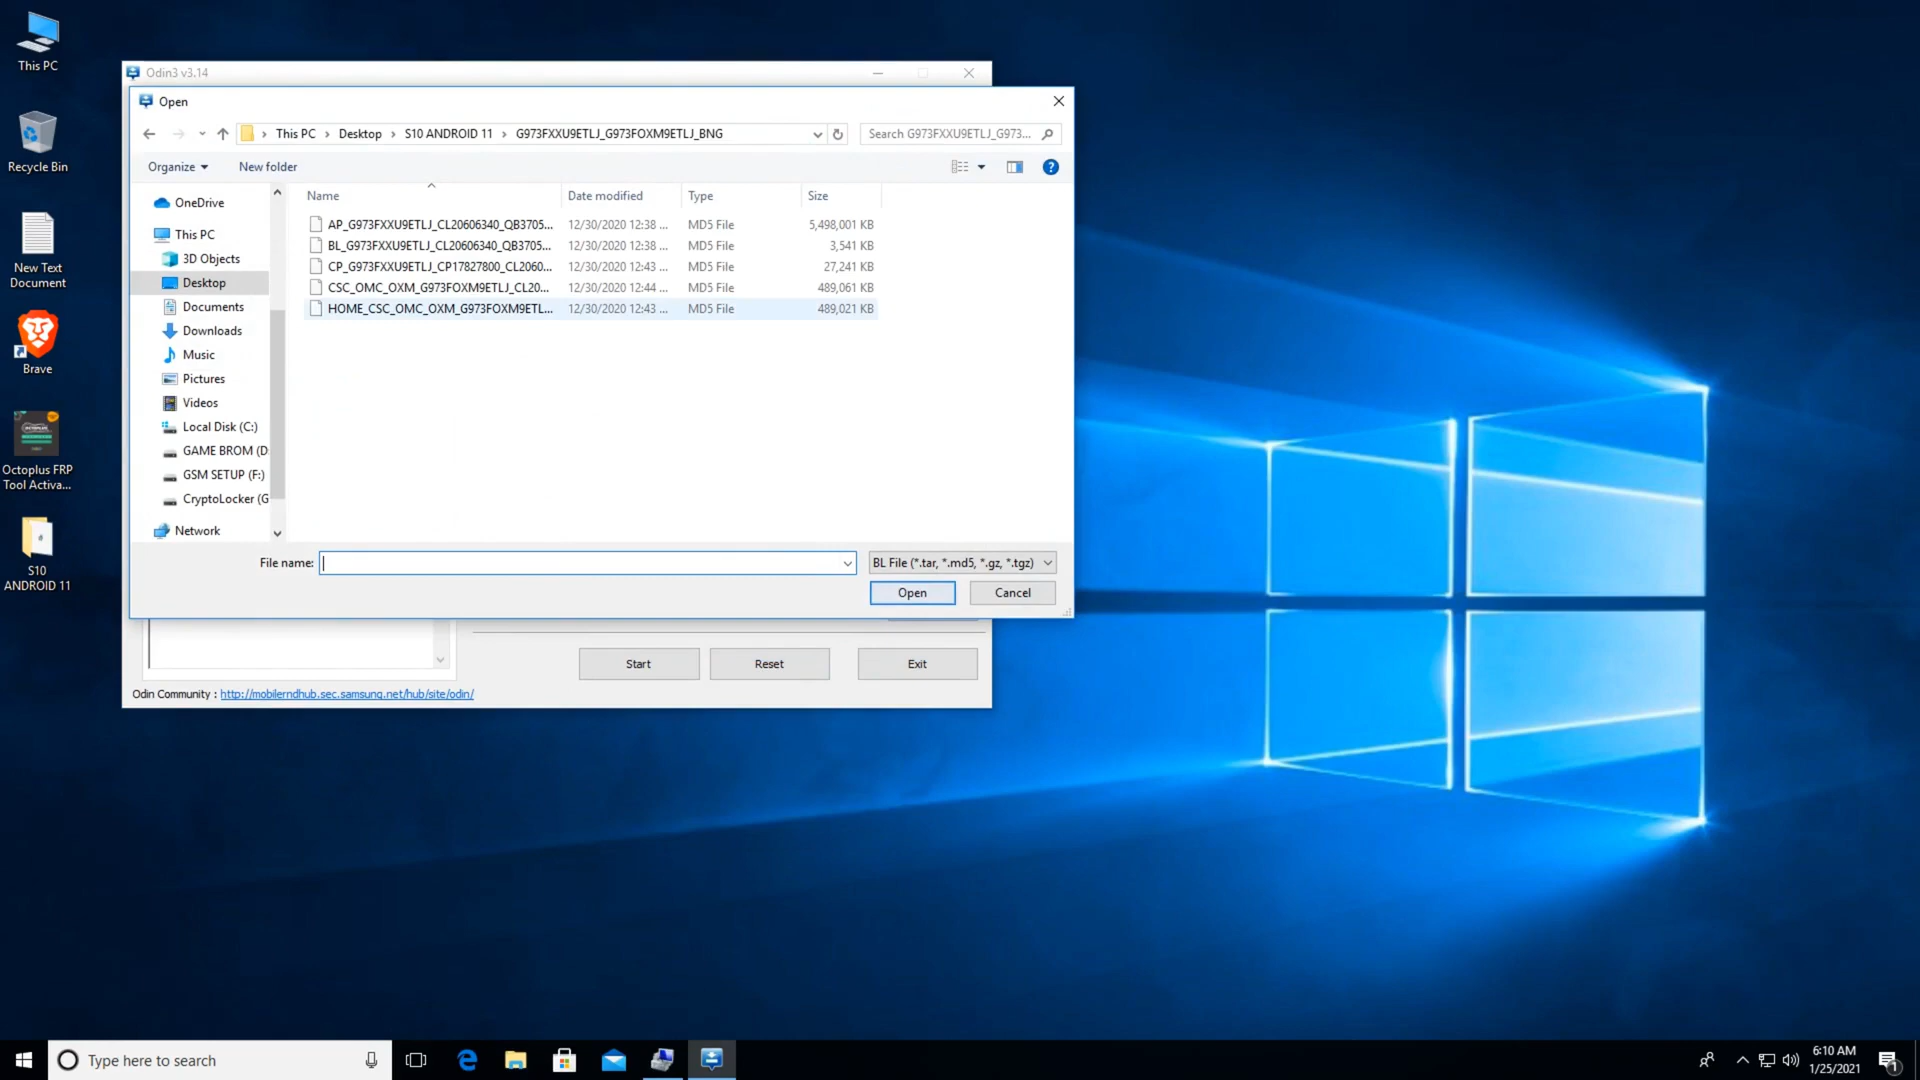 This PC
Recycle Bin
New Text
Document
Brave
Octoplus FRP
Tool Activa...
S10
ANDROID 11
Odin3 v3.14
Open
This PC > Desktop > S10 ANDROID 11 > G973FXXU9ETLJ_G973FOXM9ETLJ_BNG
Search G973FXXU9ETLJ_G973...
Organize
New folder
Name Date modified Type Size
AP_G973FXXU9ETLJ_CL20606340_QB3705... 12/30/2020 12:38 ... MD5 File 5,498,001 KB
BL_G973FXXU9ETLJ_CL20606340_QB3705... 12/30/2020 12:38 ... MD5 File 3,541 KB
CP_G973FXXU9ETLJ_CP17827800_CL2060... 12/30/2020 12:43 ... MD5 File 27,241 KB
CSC_OMC_OXM_G973FOXM9ETLJ_CL20... 12/30/2020 12:44 ... MD5 File 489,061 KB
HOME_CSC_OMC_OXM_G973FOXM9ETL... 12/30/2020 12:43 ... MD5 File 489,021 KB
OneDrive
This PC
3D Objects
Desktop
Documents
Downloads
Music
Pictures
Videos
Local Disk (C:)
GAME BROM (D:
GSM SETUP (F:)
CryptoLocker (G
Network
File name:
BL File (*.tar, *.md5, *.gz, *.tgz)
Open
Cancel
Start
Reset
Exit
Odin Community : http://mobilerndhub.sec.samsung.net/hub/site/odin/
Type here to search
6:10 AM
1/25/2021
1